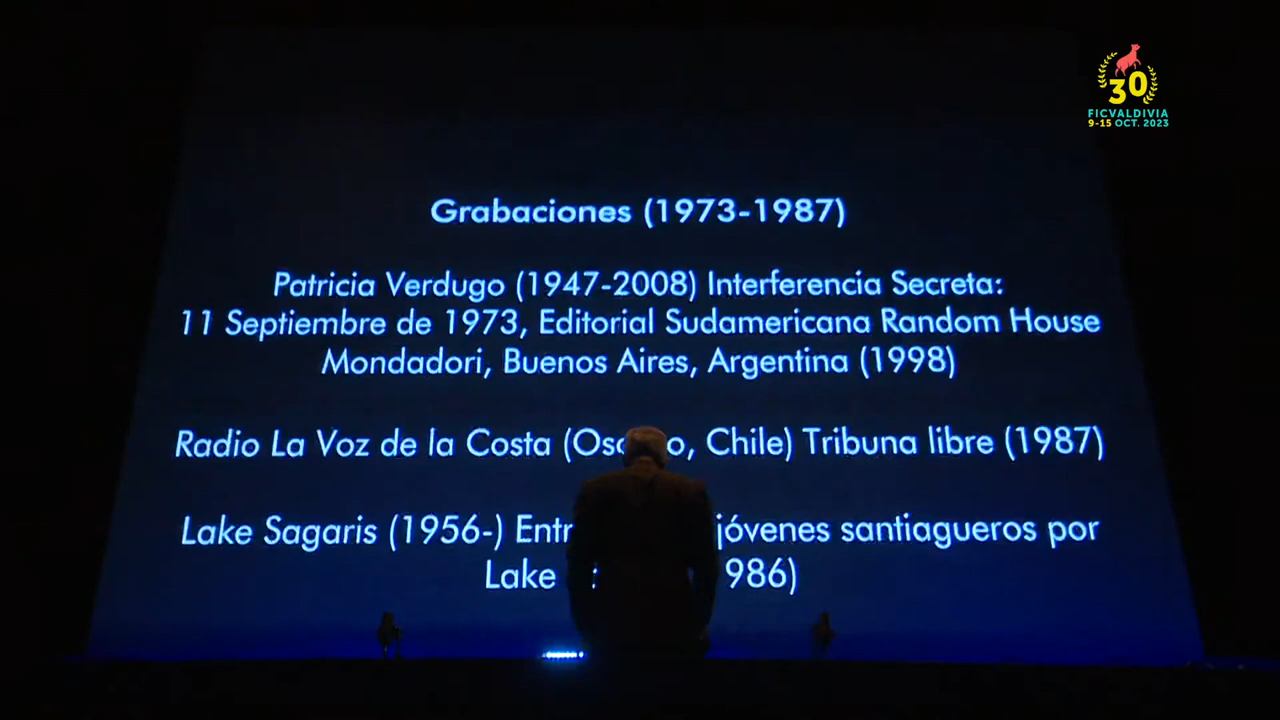 30
FICVALDIVIA
9-15 OCT. 2023
Grabaciones (1973-1987)
Patricia Verdugo (1947-2008) Interferencia Secreta:
11 Septiembre de 1973, Editorial Sudamericana Random House
Mondadori, Buenos Aires, Argentina (1998)
Radio La Voz de la Costa Chile) Tribuna libre (1987)
Lake Sagaris (1956-) jóvenes santiagueros por
Lake 986)